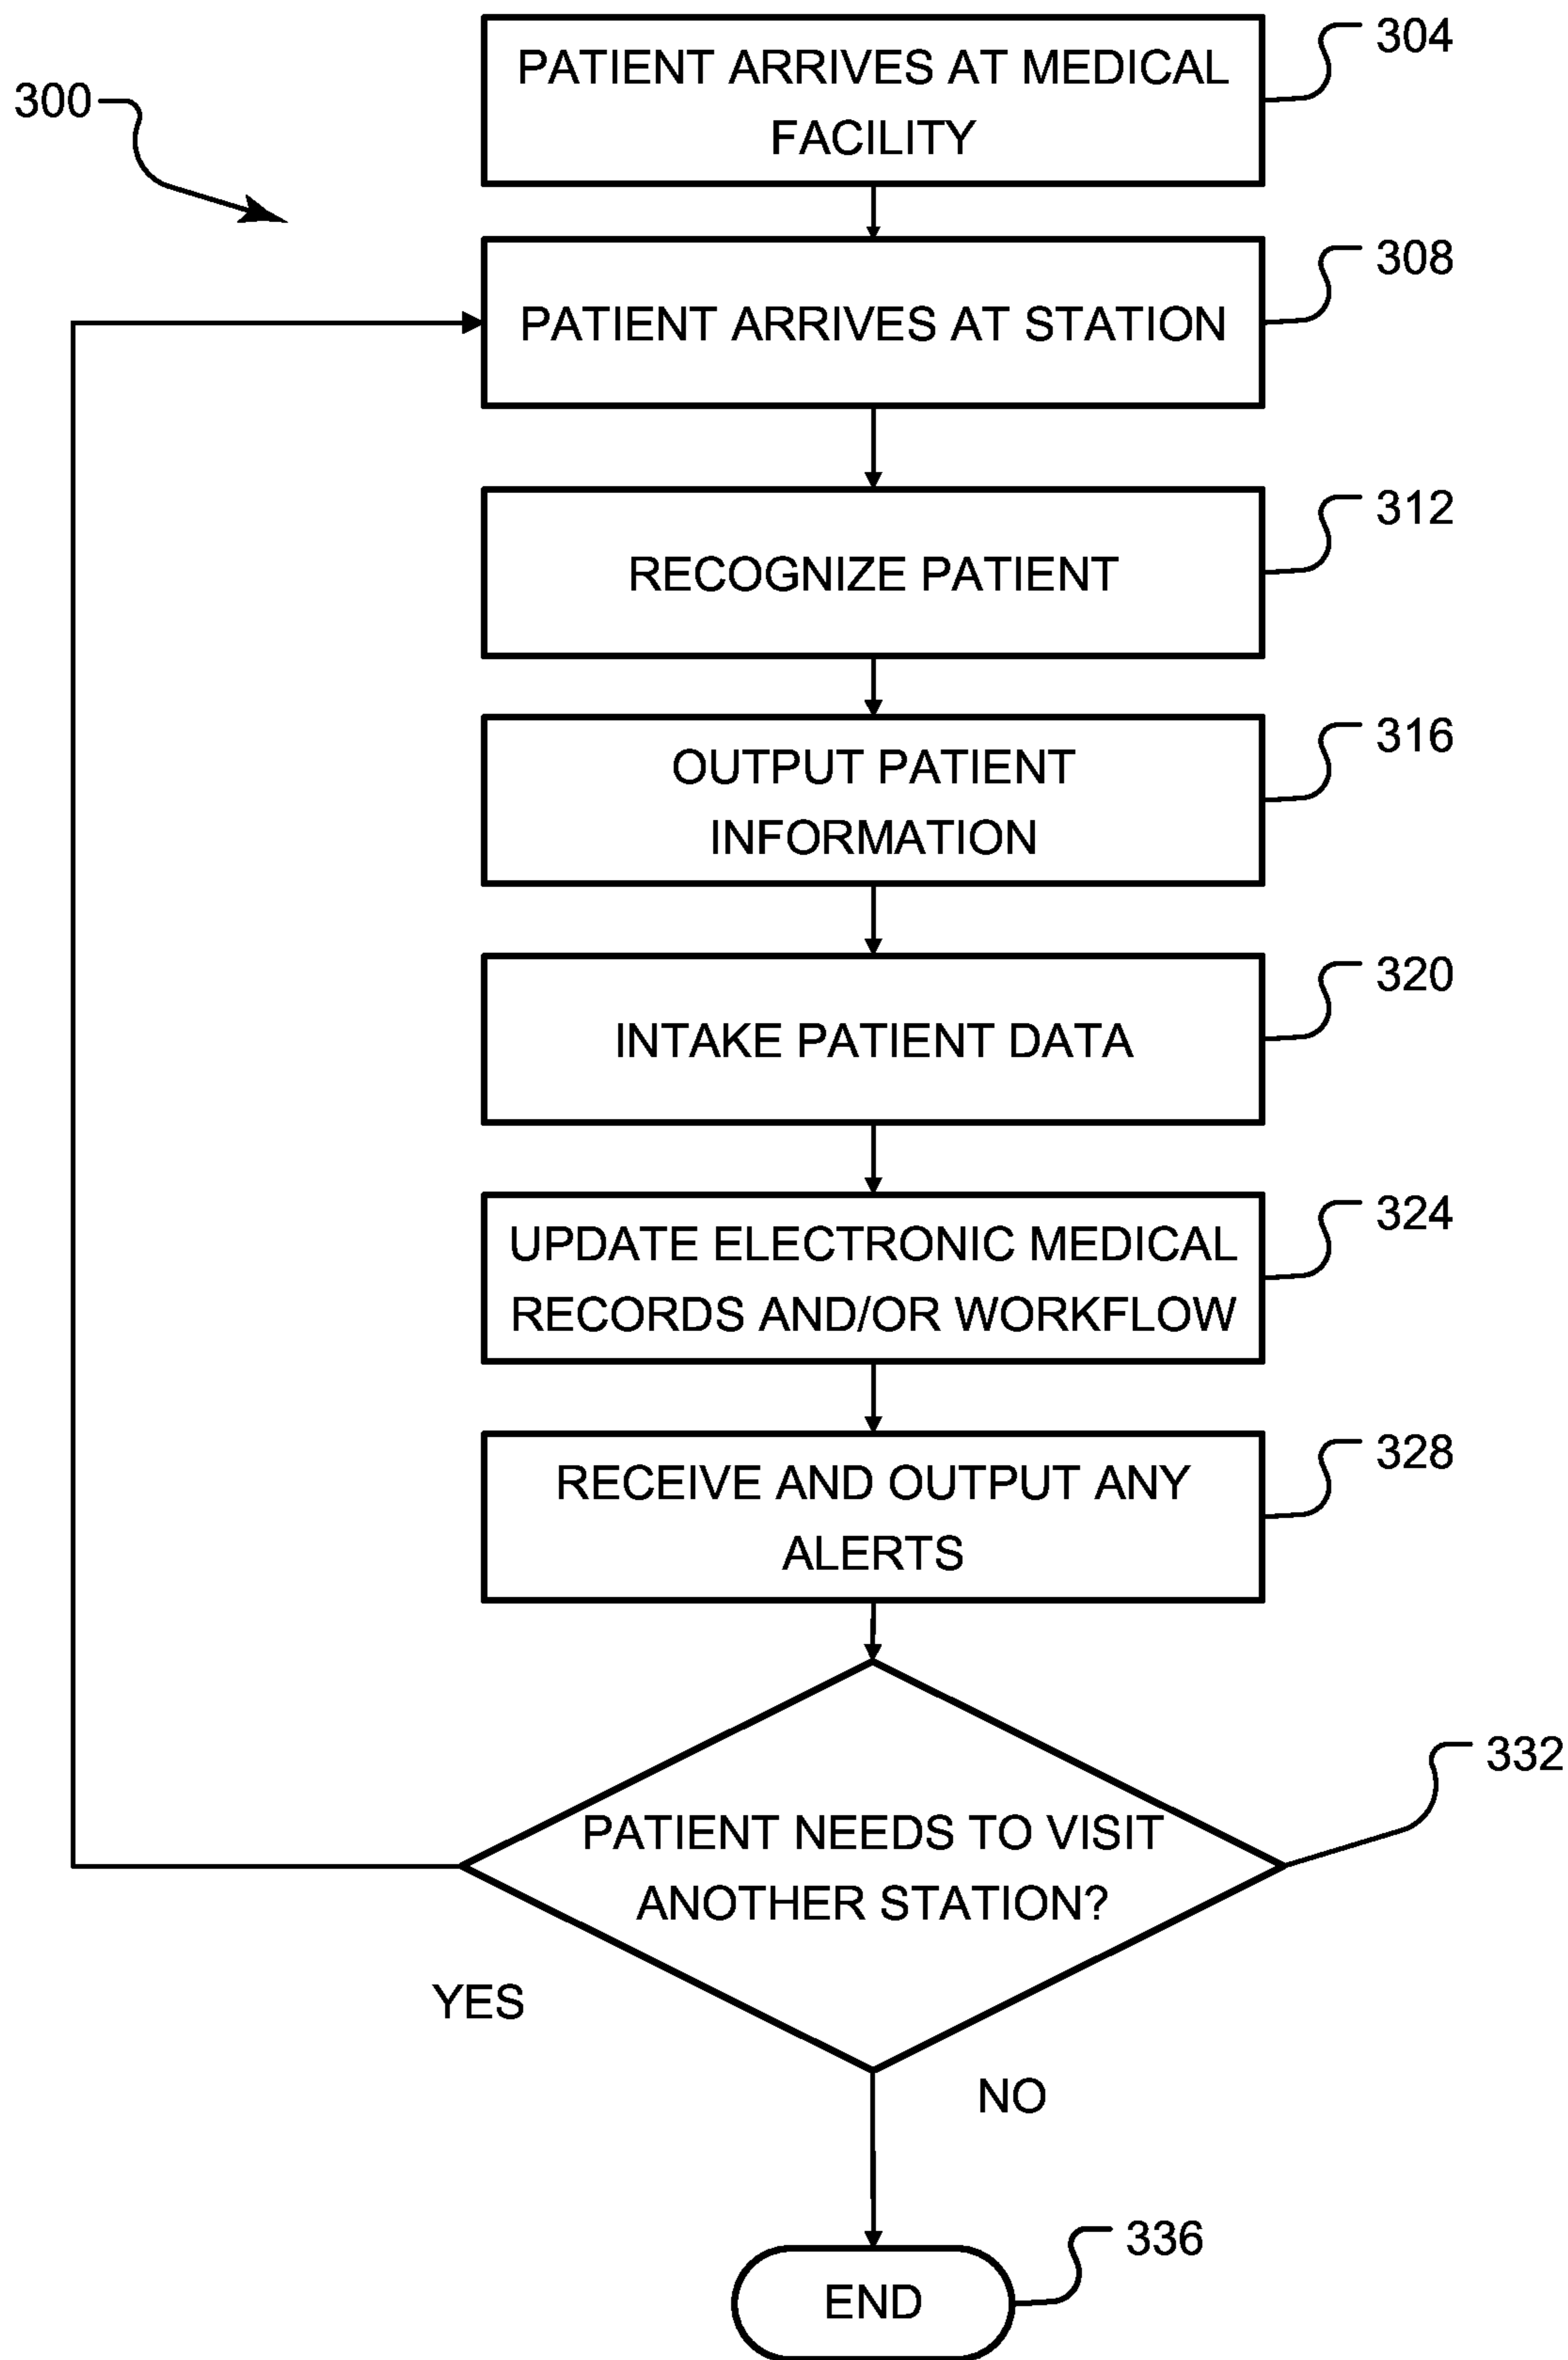 304
PATIENT ARRIVES AT MEDICAL
FACILITY
300
308
PATIENT ARRIVES AT STATION
312
RECOGNIZE PATIENT
316
OUTPUT PATIENT
INFORMATION
320
INTAKE PATIENT DATA
324
UPDATE ELECTRONIC MEDICAL
RECORDS AND/OR WORKFLOW
328
RECEIVE AND OUTPUT ANY
ALERTS
332
PATIENT NEEDS TO VISIT
ANOTHER STATION?
YES
NO
336
END